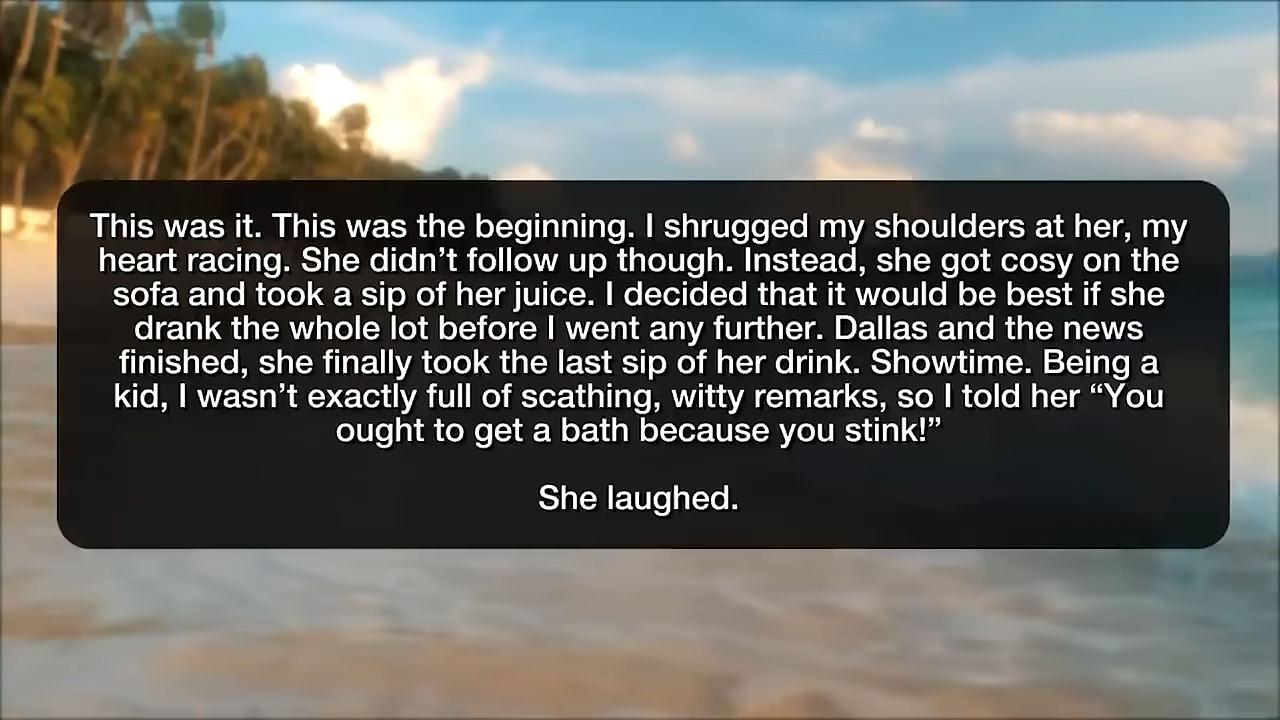 This was it. This was the beginning. I shrugged my shoulders at her, my
heart racing. She didn’t follow up though. Instead, she got cosy on the
sofa and took a sip of her juice. I decided that it would be best if she
drank the whole lot before I went any further. Dallas and the news
finished, she finally took the last sip of her drink. Showtime. Being a
kid, I wasn’t exactly full of scathing, witty remarks, so I told her “You
ought to get a bath because you stink!”
She laughed.